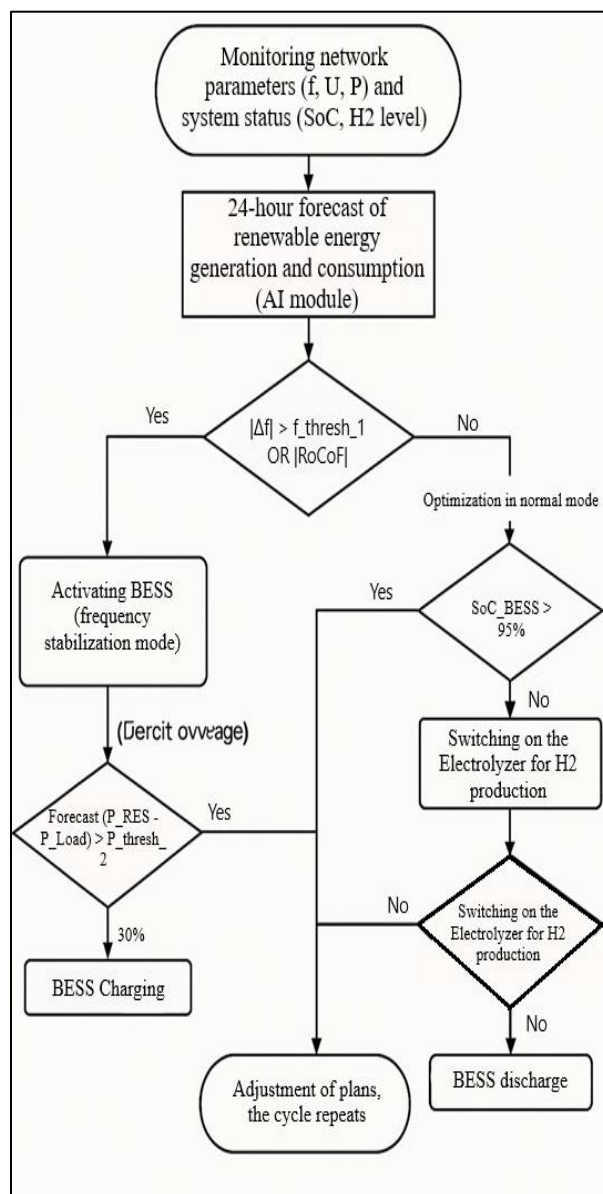 Monitoring network
parameters (f, U, P) and
system status (SoC, H2 level)
24-hour forecast of
renewable energy
generation and consumption
(AI module)
|Δf| > f_thresh_1
OR |RoCoF|
Yes
No
Optimization in normal mode
Activating BESS
(frequency
stabilization mode)
SoC_BESS >
95%
Yes
No
Switching on the
Electrolyzer for H2
production
Forecast (P_RES -
P_Load) > P_thresh_
2
Yes
30%
BESS Charging
Switching on the
Electrolyzer for H2
production
No
No
BESS discharge
Adjustment of plans,
the cycle repeats